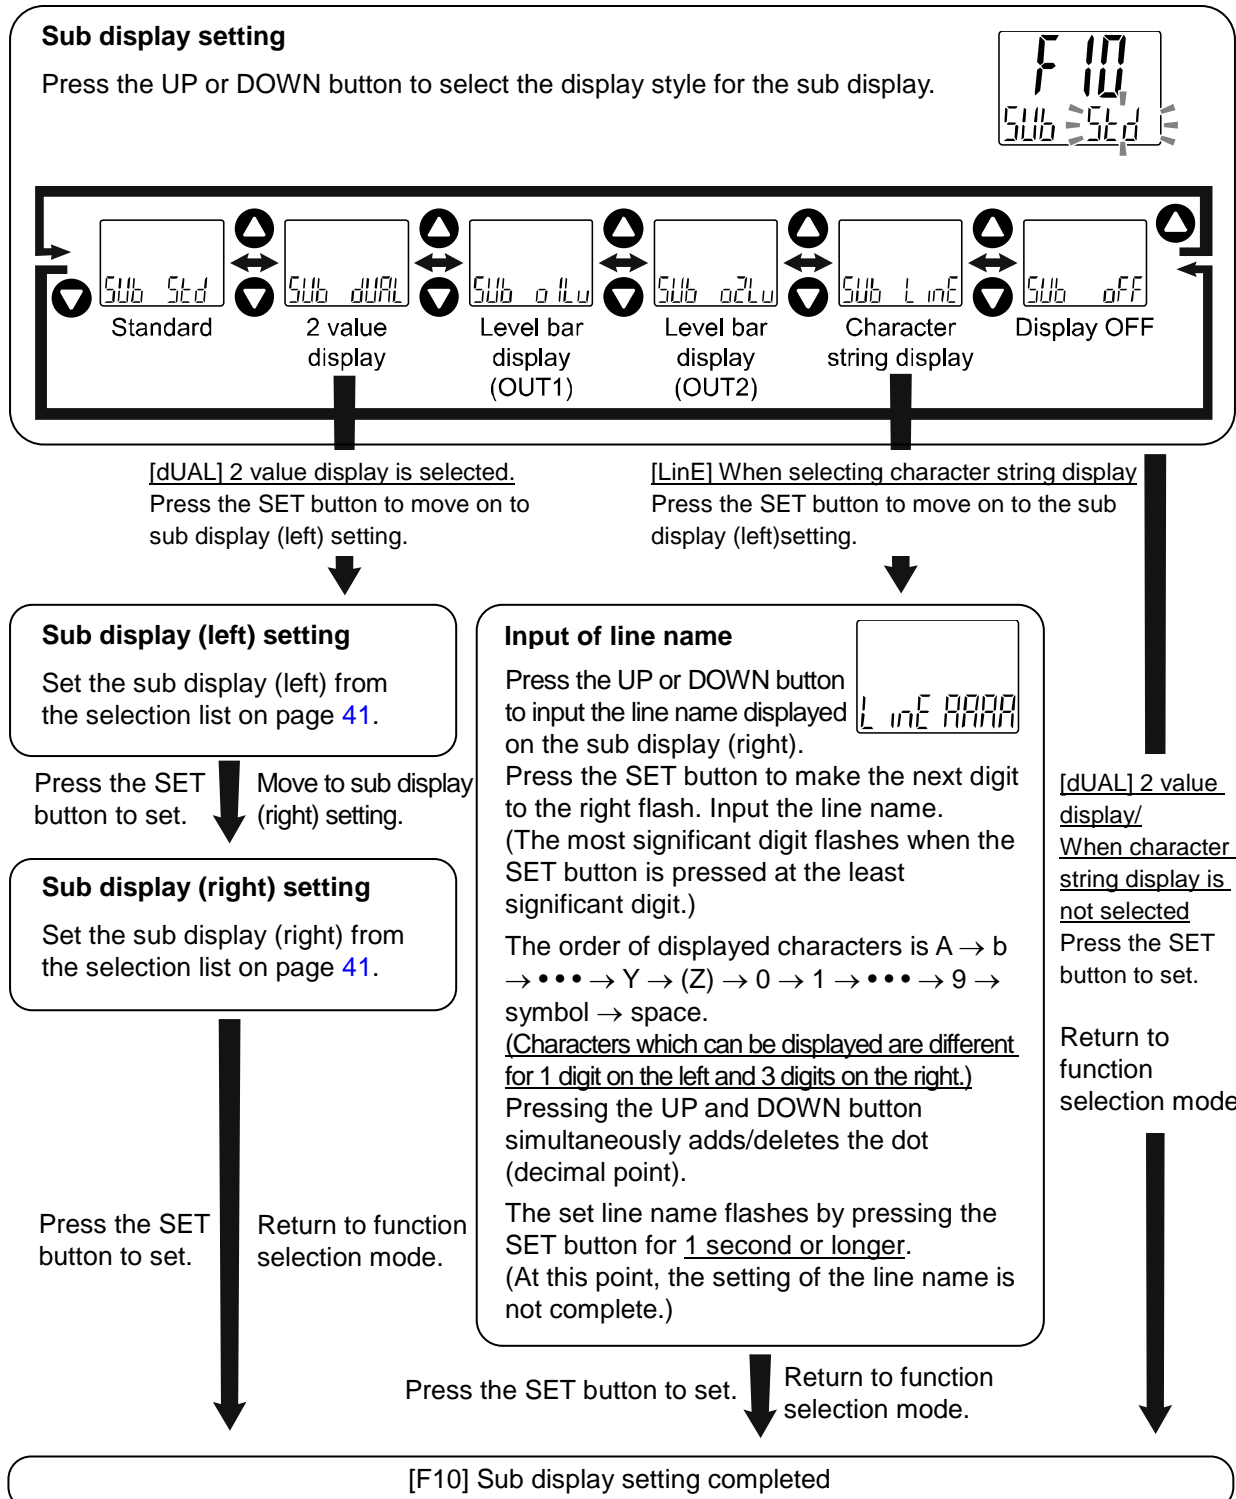 Sub display setting
Press the UP or DOWN button to select the display style for the sub display.
F 10
SUb Std
SUb Std
SUb dUAL
SUb o1Lu
SUb o2Lu
SUb LinE
SUb oFF
Standard
2 value
display
Level bar
display
(OUT1)
Level bar
display
(OUT2)
Character
string display
Display OFF
[dUAL] 2 value display is selected.
Press the SET button to move on to
sub display (left) setting.
[LinE] When selecting character string display
Press the SET button to move on to the sub
display (left)setting.
Sub display (left) setting
Set the sub display (left) from
the selection list on page 41.
Press the SET
button to set.
Move to sub display
(right) setting.
Sub display (right) setting
Set the sub display (right) from
the selection list on page 41.
Press the SET
button to set.
Return to function
selection mode.
Input of line name
LinE AAAA
Press the UP or DOWN button
to input the line name displayed
on the sub display (right).
Press the SET button to make the next digit
to the right flash. Input the line name.
(The most significant digit flashes when the
SET button is pressed at the least
significant digit.)
The order of displayed characters is A → b
→ ••• → Y → (Z) → 0 → 1 → ••• → 9 →
symbol → space.
(Characters which can be displayed are different
for 1 digit on the left and 3 digits on the right.)
Pressing the UP and DOWN button
simultaneously adds/deletes the dot
(decimal point).
The set line name flashes by pressing the
SET button for 1 second or longer.
(At this point, the setting of the line name is
not complete.)
Press the SET button to set.
Return to function
selection mode.
[dUAL] 2 value
display/
When character
string display is
not selected
Press the SET
button to set.
Return to
function
selection mode
[F10] Sub display setting completed